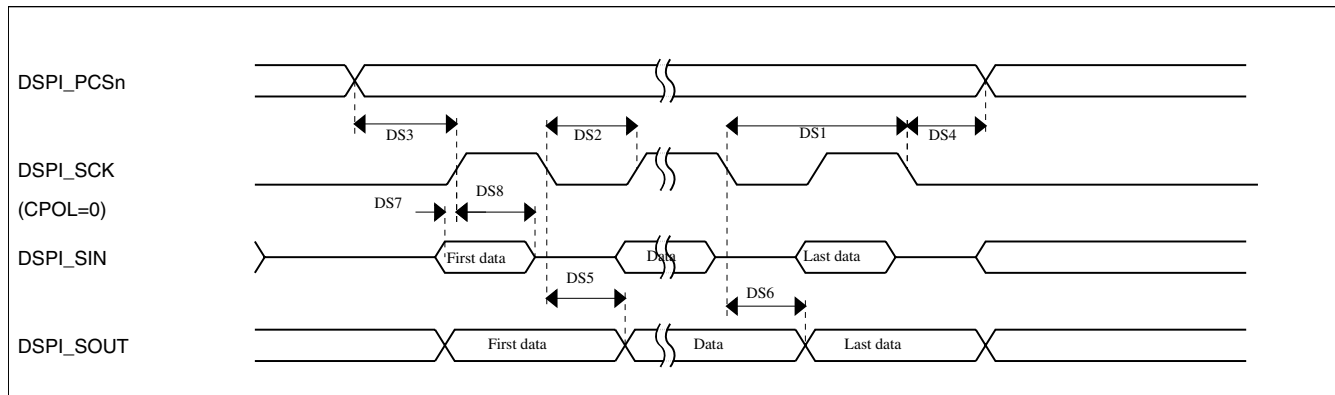 DSPI_PCSn
DS3
DS2
DS1
DS4
DSPI_SCK
(CPOL=0)
DS7
DS8
DSPI_SIN
First data
Data
Last data
DS5
DS6
DSPI_SOUT
First data
Data
Last data